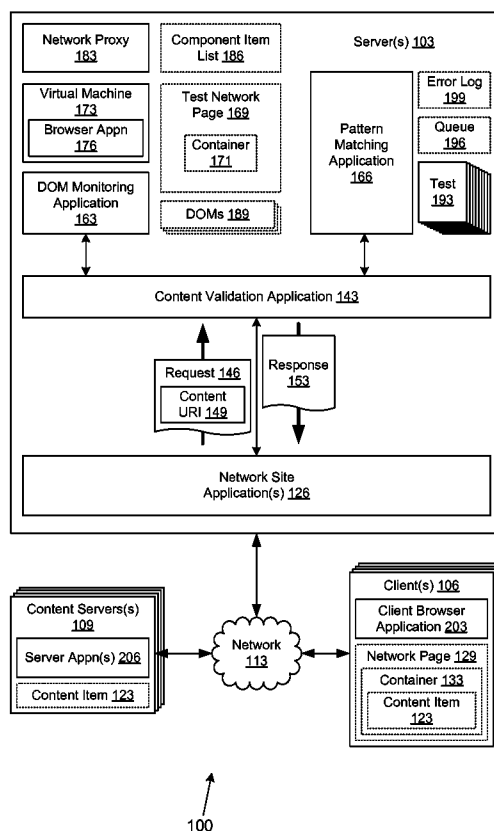 Server(s) 103
Network Proxy
183
Component Item
List 186
Virtual Machine
173
Browser Appn
176
Test Network
Page 169
Container
171
Pattern
Matching
Application
166
Error Log
199
Queue
196
Test
193
DOM Monitoring
Application
163
DOMs 189
Content Validation Application 143
Request 146
Content
URI 149
Response
153
Network Site
Application(s) 126
Content Servers(s)
109
Server Appn(s) 206
Content Item 123
Network
113
Client(s) 106
Client Browser
Application 203
Network Page 129
Container 133
Content Item
123
100